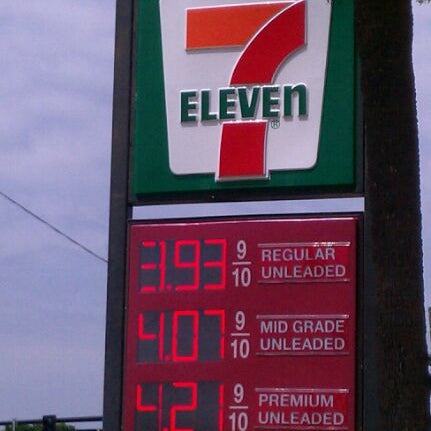 7
ELEVEn®
3.93 9/10 REGULAR
UNLEADED
4.07 9/10 MID GRADE
UNLEADED
4.21 9/10 PREMIUM
UNLEADED